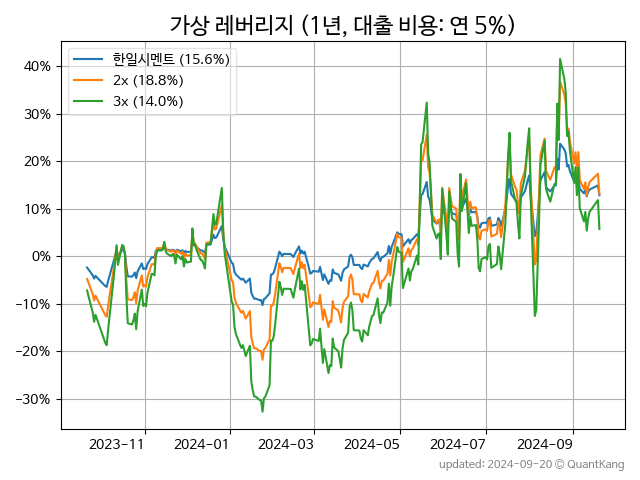 가상 레버리지 (1년, 대출 비용: 연 5%)
한일시멘트 (15.6%)
2x (18.8%)
3x (14.0%)
40%
30%
20%
10%
0%
−10%
−20%
−30%
2023-11
2024-01
2024-03
2024-05
2024-07
2024-09
updated: 2024-09-20 © QuantKang